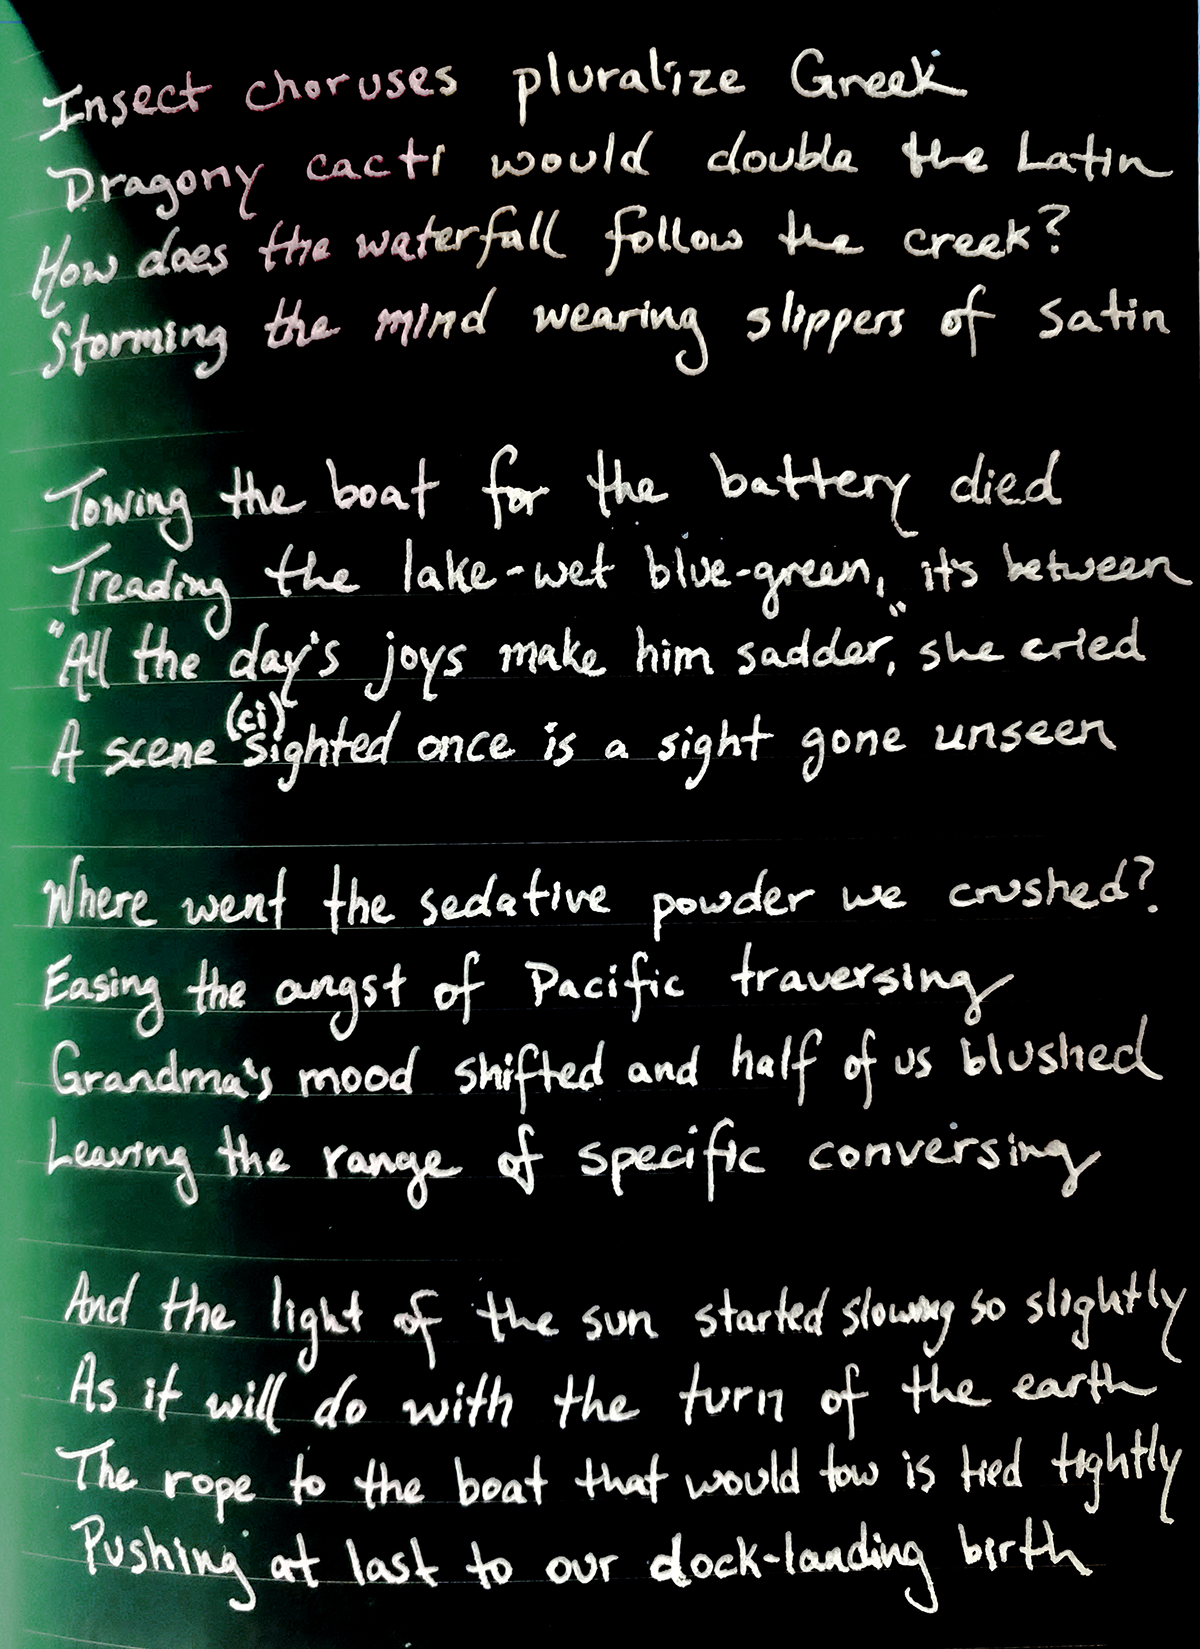 Insect choruses pluralize Greek
Dragony cacti would double the Latin
How does the waterfall follow the creek?
Storming the mind wearing slippers of satin
Towing the boat for the battery died
Treading the lake-wet blue-green, it's between
"All the day's joys make him sadder," she cried
(ci)
A scene sighted once is a sight gone unseen
Where went the sedative powder we crushed?
Easing the angst of Pacific traversing
Grandma's mood shifted and half of us blushed
Leaving the range of specific conversing
And the light of the sun started slowing so slightly
As it will do with the turn of the earth
The rope to the boat that would tow is tied tightly
Pushing at last to our dock-landing birth